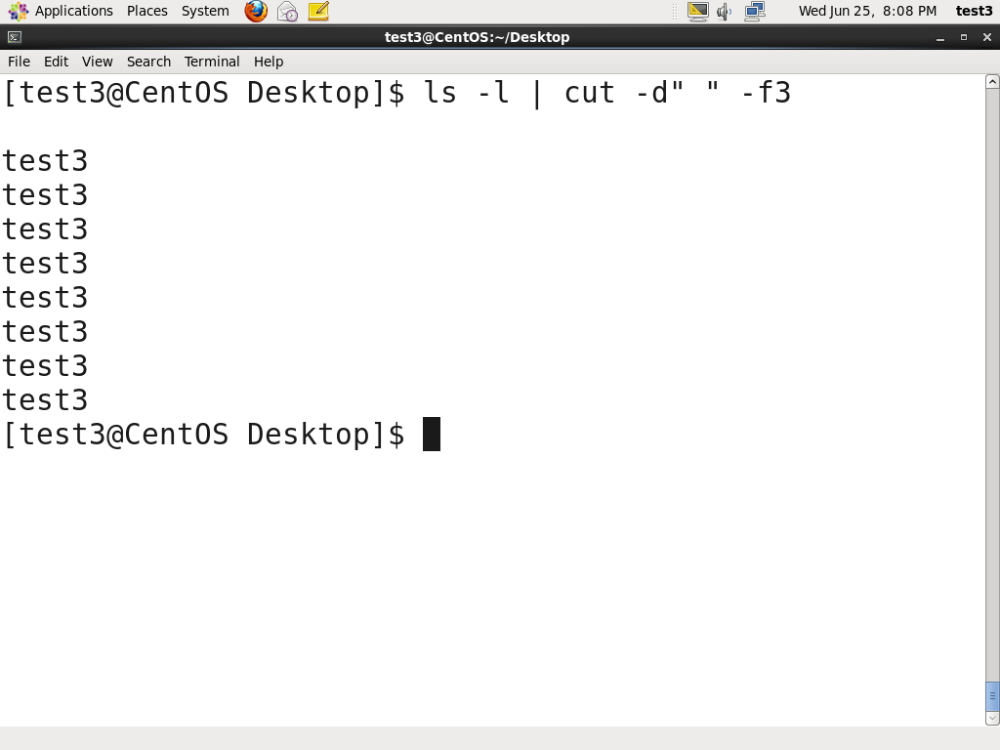 Applications Places System Wed Jun 25, 8:08 PM test3
test3@CentOS:~/Desktop
File Edit View Search Terminal Help
[test3@CentOS Desktop]$ ls -l | cut -d" " -f3
test3
test3
test3
test3
test3
test3
test3
test3
[test3@CentOS Desktop]$